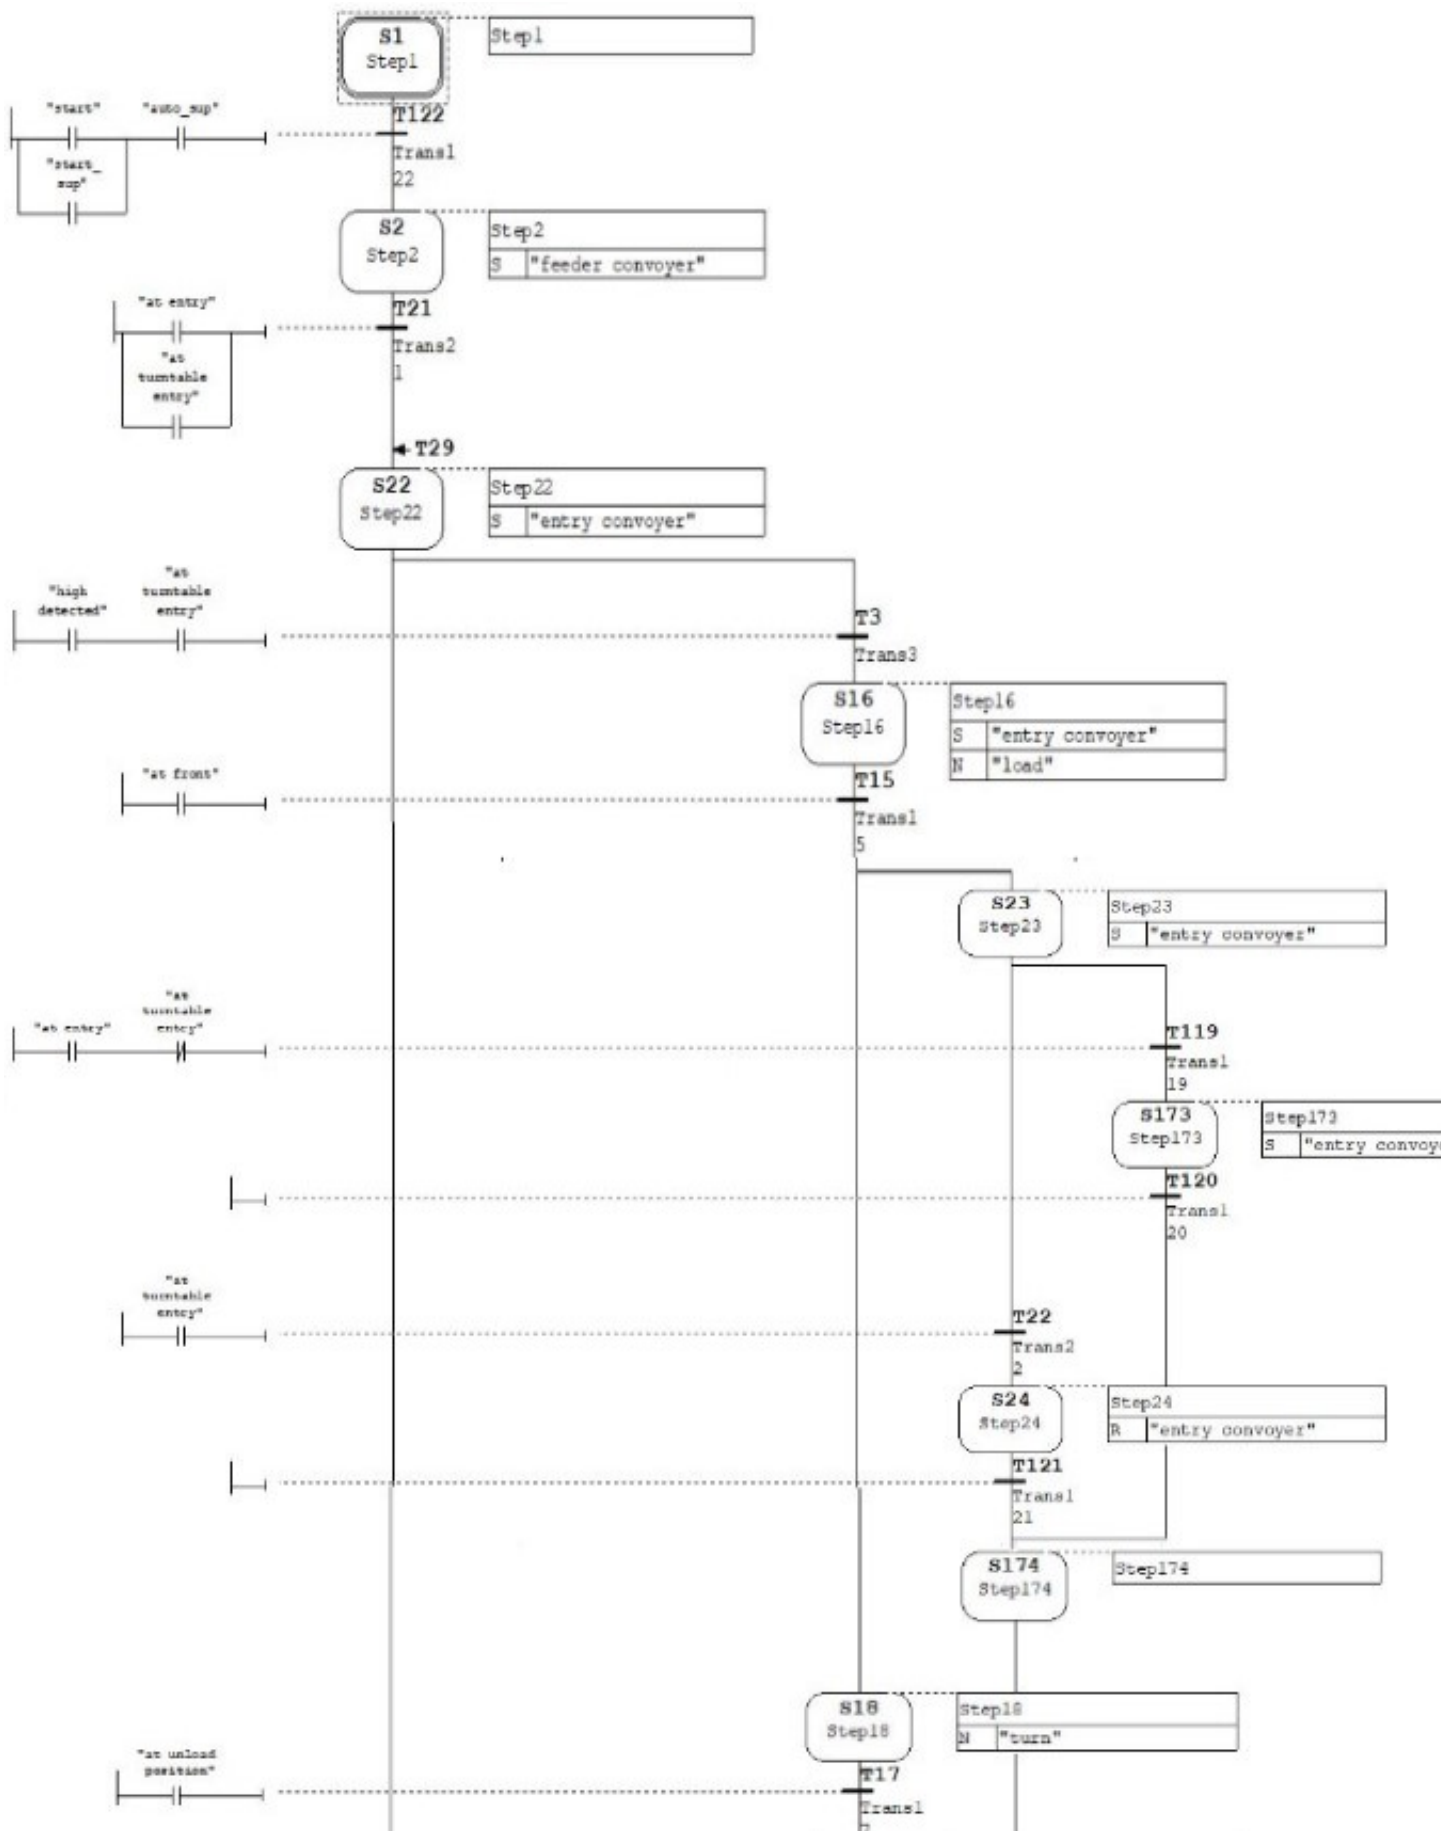 S1
Step1
Step1
"start" "auto_sup"
T122
Trans1
22
"start_
sup"
S2
Step2
Step2
S "feeder convoyer"
"at entry"
T21
Trans2
1
"at
turntable
entry"
T29
S22
Step22
Step22
S "entry convoyer"
"high
detected"
"at
turntable
entry"
T3
Trans3
S16
Step16
Step16
S "entry convoyer"
N "load"
"at front"
T15
Trans1
5
S23
Step23
Step23
S "entry convoyer"
"at entry"
"at
turntable
entry"
T119
Trans1
19
S173
Step173
Step173
S "entry convoye
T120
Trans1
20
"at
turntable
entry"
T22
Trans2
2
S24
Step24
Step24
R "entry convoyer"
T121
Trans1
21
S174
Step174
Step174
S18
Step18
Step18
N "turn"
"at unload
position"
T17
Trans1